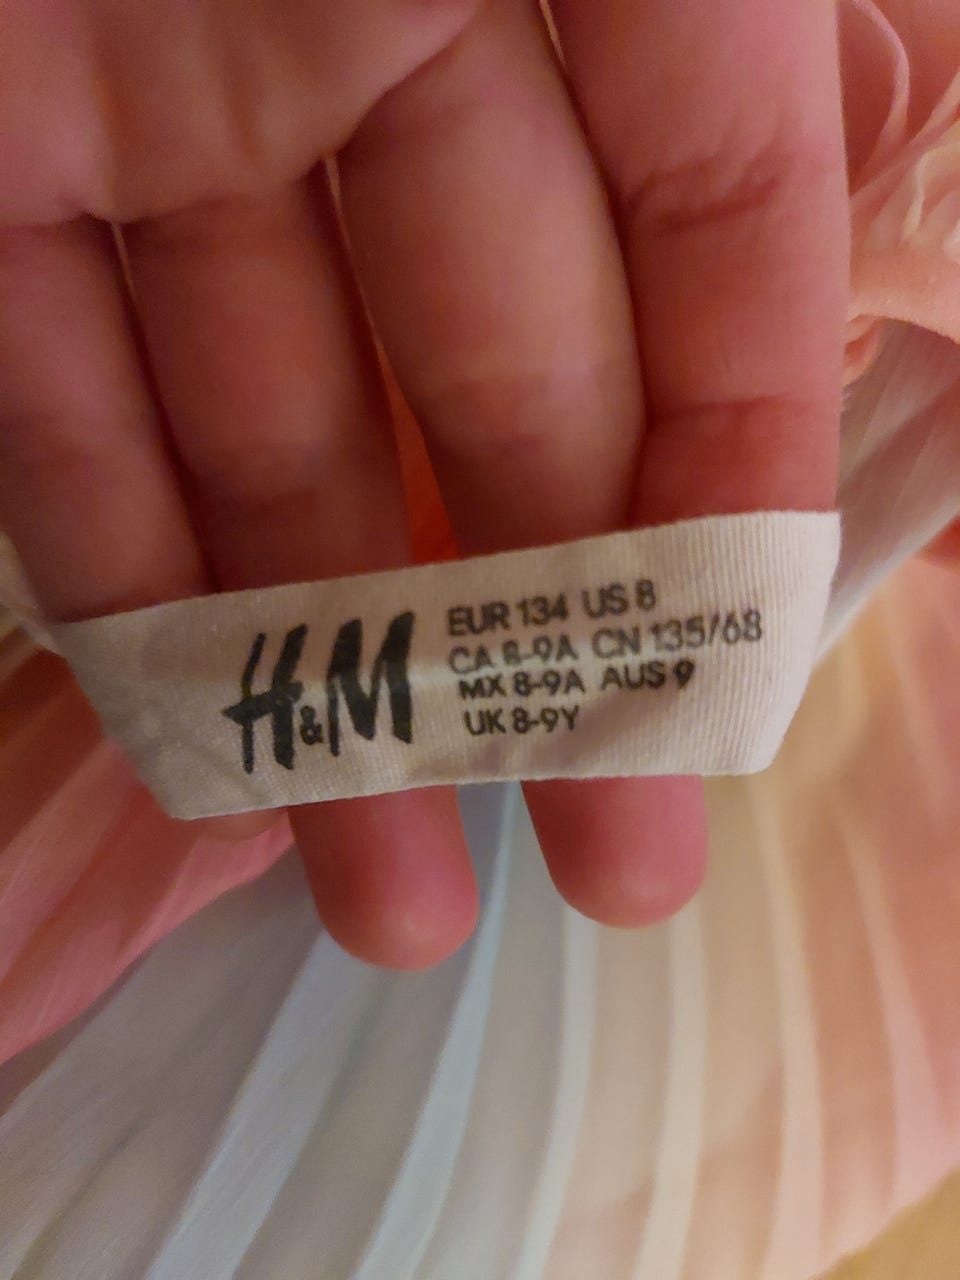 H&M
EUR 134 US 8
CA 8-9A CN 135/68
MX 8-9A AUS 9
UK 8-9Y